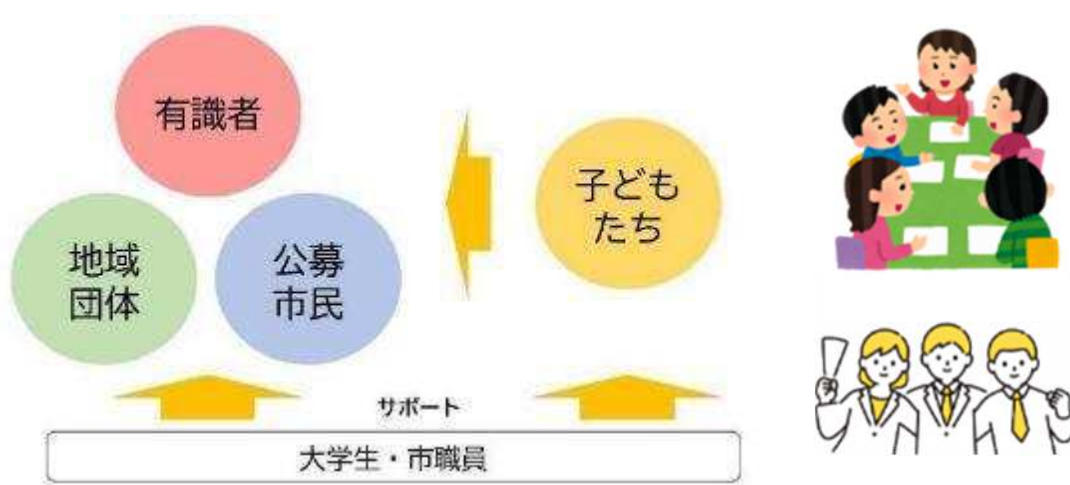 有識者
子ども
たち
地域
団体
公募
市民
サポート
大学生・市職員